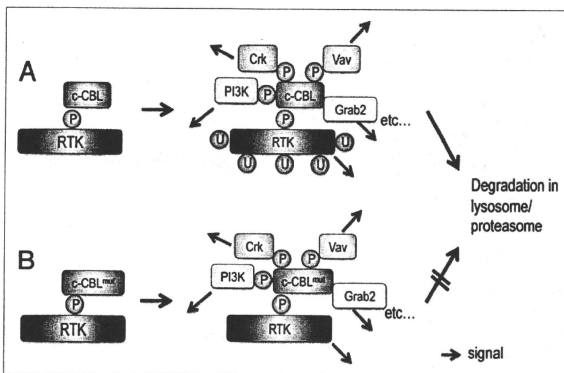 A
c-CBL
P
RTK
Crk
Vav
P
P
PI3K
P
c-CBL
Grab2
etc...
P
U
RTK
U
U
U
U
Degradation in
lysosome/
proteasome
B
c-CBLmut
P
RTK
Crk
Vav
P
P
PI3K
P
c-CBLmut
Grab2
etc...
P
RTK
signal